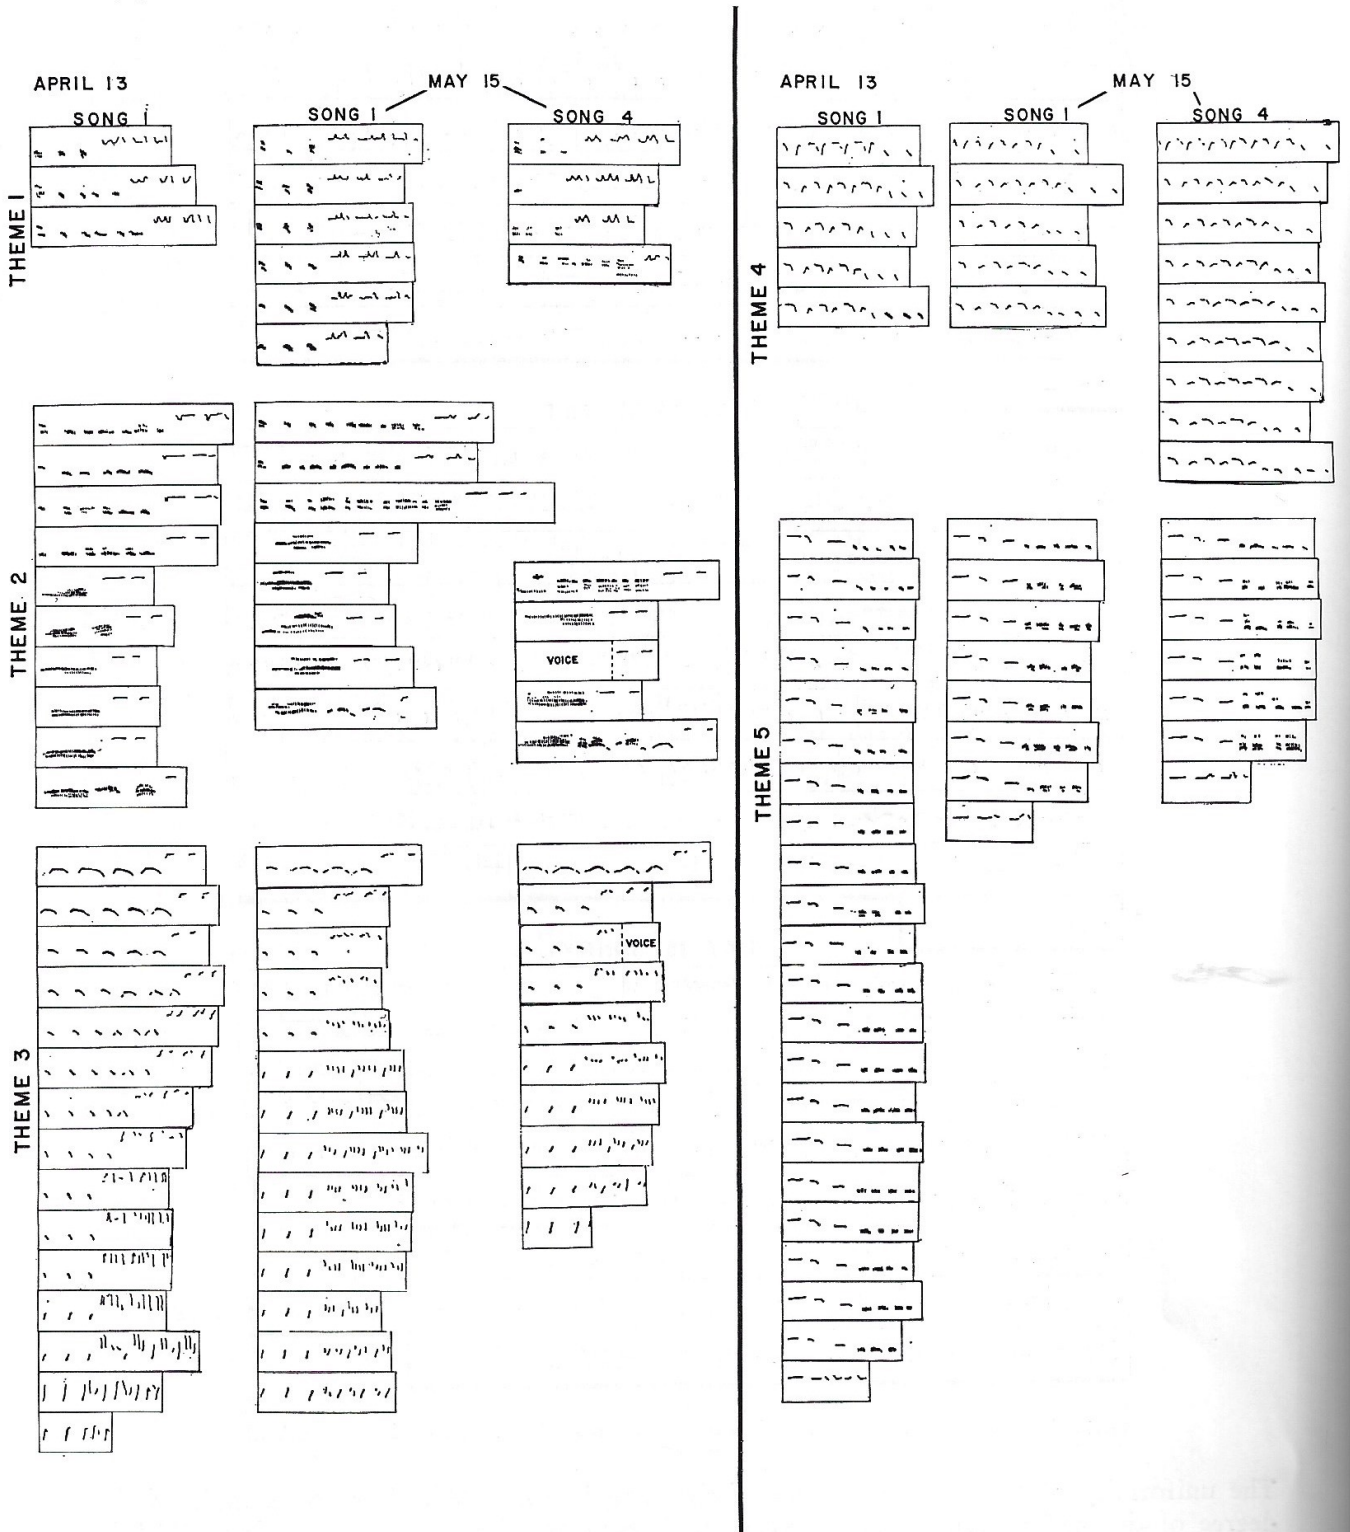 APRIL 13 MAY 15 APRIL 13 MAY 15
SONG 1 SONG 1 SONG 4 SONG 1 SONG 1 SONG 4
THEME 1
THEME 4
THEME 2
VOICE
THEME 5
VOICE
THEME 3